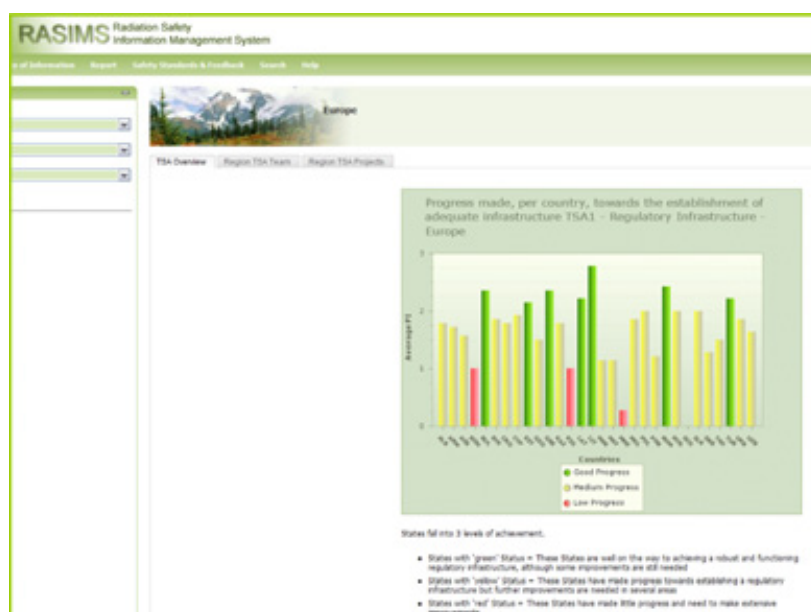 RASIMS Radiation Safety
Information Management System
of Information Report Safety Standards & Feedback Search Help
Europe
TSA Overview Region TSA Team Region TSA Projects
Progress made, per country, towards the establishment of
adequate infrastructure TSA1 - Regulatory Infrastructure -
Europe
3
2
Average PI
1
0
Countries
Good Progress
Medium Progress
Low Progress
States fall into 3 levels of achievement.
States with 'green' Status = These States are well on the way to achieving a robust and functioning
regulatory infrastructure, although some improvements are still needed
States with 'yellow' Status = These States have made progress towards establishing a regulatory
infrastructure but further improvements are needed in several areas
States with 'red' Status = These States have made little progress and need to make extensive